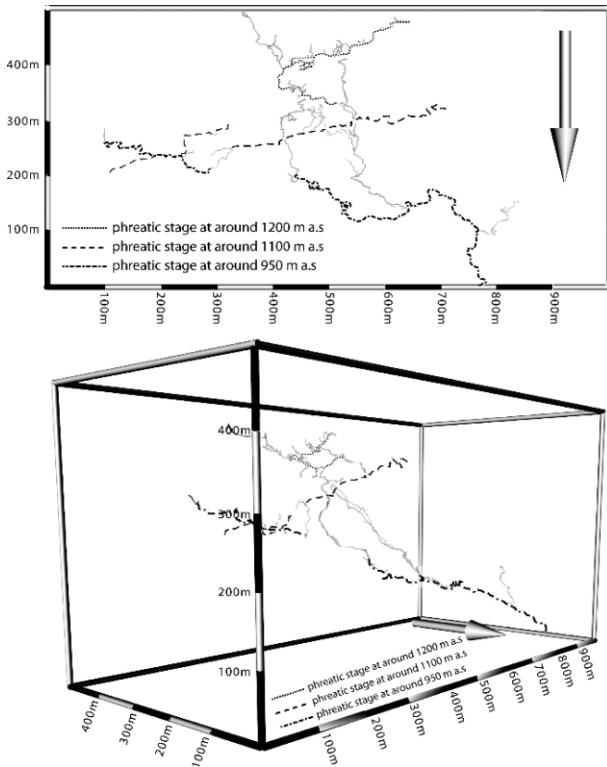 400m
300m
200m
100m
phreatic stage at around 1200 m a.s
phreatic stage at around 1100 m a.s
phreatic stage at around 950 m a.s
100m
200m
300m
400m
500m
600m
700m
800m
900m
400m
300m
200m
100m
phreatic stage at around 1200 m a.s
phreatic stage at around 1100 m a.s
phreatic stage at around 950 m a.s
400m
300m
200m
100m
100m
200m
300m
400m
500m
600m
700m
800m
900m